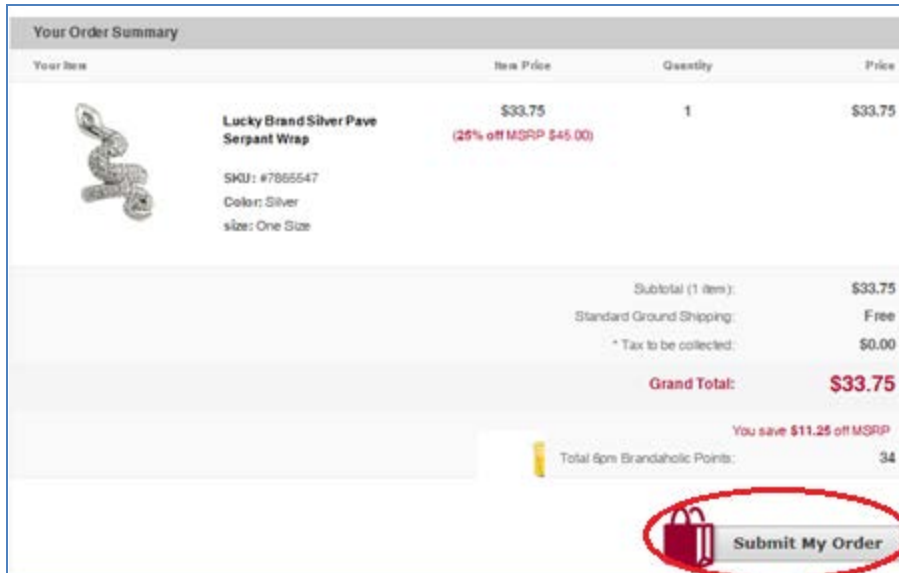 Your Order Summary
Your Item Item Price Quantity Price
Lucky Brand Silver Pave $33.75 1 $33.75
Serpant Wrap (25% off MSRP $45.00)
SKU: #7865547
Color: Silver
size: One Size
Subtotal (1 item): $33.75
Standard Ground Shipping: Free
* Tax to be collected: $0.00
Grand Total: $33.75
You save $11.25 off MSRP
Total 6pm Brandaholic Points: 34
Submit My Order